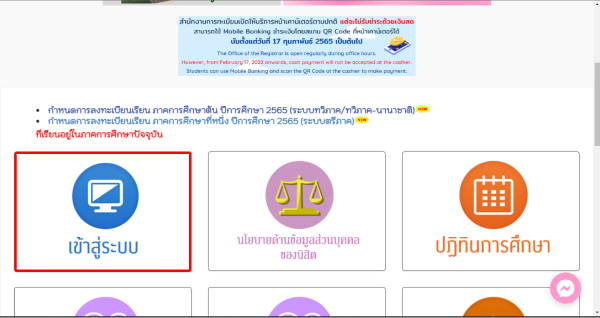 สำนักงานการทะเบียนเปิดให้บริการหน้าเคาน์เตอร์ตามปกติ แต่จะไม่รับชำระด้วยเงินสด
สามารถใช้ Mobile Banking ชำระเงินโดยสแกน QR Code ที่หน้าเคาน์เตอร์ได้
นับตั้งแต่วันที่ 17 กุมภาพันธ์ 2565 เป็นต้นไป
The Office of the Registrar is open regularly during office hours.
However, from February 17, 2022 onwards, cash payment will not be accepted at the cashier.
Students can use Mobile Banking and scan the QR Code at the cashier to make payment.
• กำหนดการลงทะเบียนเรียน ภาคการศึกษาต้น ปีการศึกษา 2565 (ระบบทวิภาค/ทวิภาค-นานาชาติ) NEW
• กำหนดการลงทะเบียนเรียน ภาคการศึกษาที่หนึ่ง ปีการศึกษา 2565 (ระบบตรีภาค) NEW
ที่เรียนอยู่ในภาคการศึกษาปัจจุบัน
เข้าสู่ระบบ
นโยบายด้านข้อมูลส่วนบุคคล
ของนิสิต
ปฏิทินการศึกษา